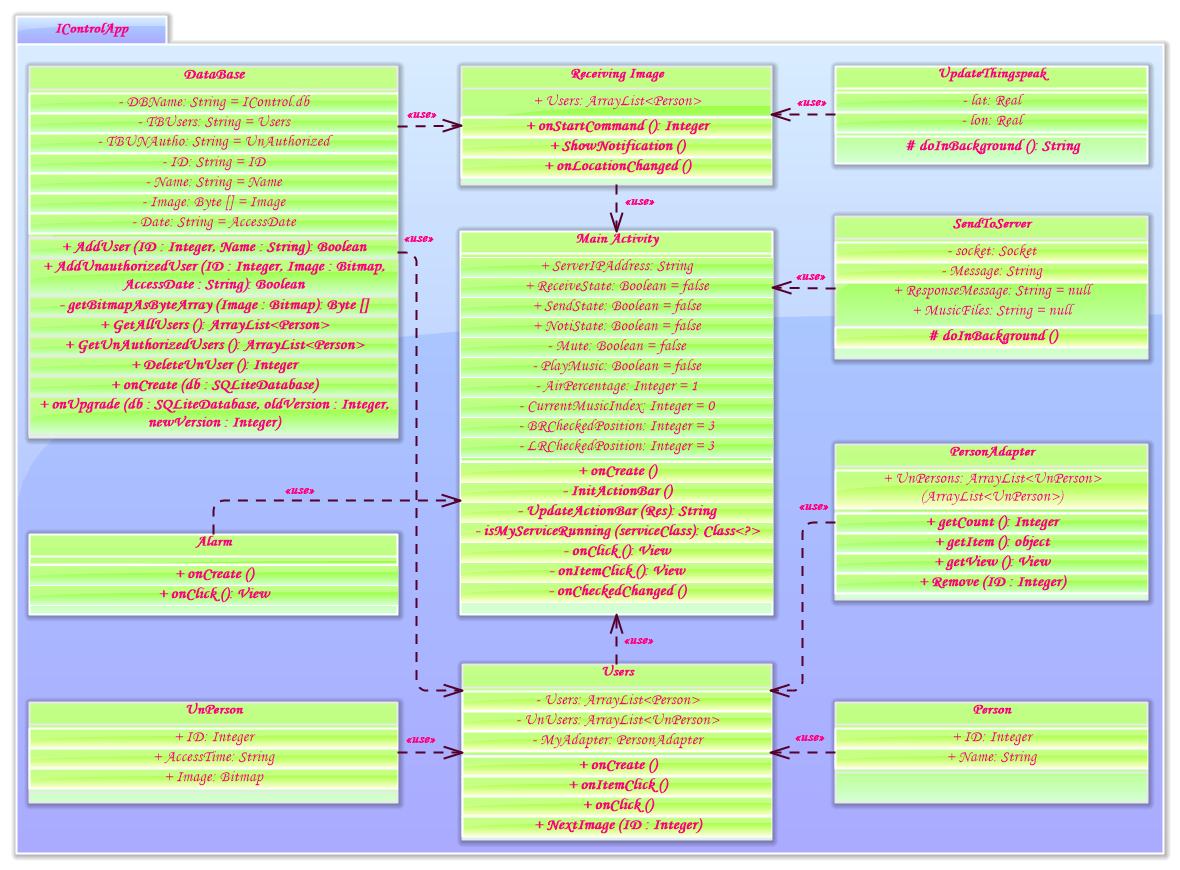 IControlApp
DataBase
- DBName: String = IControl.db
- TBUsers: String = Users
- TBUNAutho: String = UnAuthorized
- ID: String = ID
- Name: String = Name
- Image: Byte [] = Image
- Date: String = AccessDate
+ AddUser (ID : Integer, Name : String): Boolean
+ AddUnauthorizedUser (ID : Integer, Image : Bitmap,
AccessDate : String): Boolean
- getBitmapAsByteArray (Image : Bitmap): Byte []
+ GetAllUsers (): ArrayList<Person>
+ GetUnAuthorizedUsers (): ArrayList<Person>
+ DeleteUnUser (): Integer
+ onCreate (db : SQLiteDatabase)
+ onUpgrade (db : SQLiteDatabase, oldVersion : Integer,
newVersion : Integer)
«use»
«use»
Receiving Image
+ Users: ArrayList<Person>
+ onStartCommand (): Integer
+ ShowNotification ()
+ onLocationChanged ()
«use»
«use»
UpdateThingspeak
- lat: Real
- lon: Real
# doInBackground (): String
Main Activity
+ ServerIPAddress: String
+ ReceiveState: Boolean = false
+ SendState: Boolean = false
+ NotiState: Boolean = false
- Mute: Boolean = false
- PlayMusic: Boolean = false
- AirPercentage: Integer = 1
- CurrentMusicIndex: Integer = 0
- BRCheckedPosition: Integer = 3
- LRCheckedPosition: Integer = 3
+ onCreate ()
- InitActionBar ()
- UpdateActionBar (Res): String
- isMyServiceRunning (serviceClass): Class<?>
- onClick (): View
- onItemClick (): View
- onCheckedChanged ()
«use»
SendToServer
- socket: Socket
- Message: String
+ ResponseMessage: String = null
+ MusicFiles: String = null
# doInBackground ()
«use»
Alarm
+ onCreate ()
+ onClick (): View
PersonAdapter
+ UnPersons: ArrayList<UnPerson>
(ArrayList<UnPerson>)
+ getCount (): Integer
+ getItem (): object
+ getView (): View
+ Remove (ID : Integer)
«use»
«use»
UnPerson
+ ID: Integer
+ AccessTime: String
+ Image: Bitmap
«use»
Users
- Users: ArrayList<Person>
- UnUsers: ArrayList<UnPerson>
- MyAdapter: PersonAdapter
+ onCreate ()
+ onItemClick ()
+ onClick ()
+ NextImage (ID : Integer)
«use»
Person
+ ID: Integer
+ Name: String